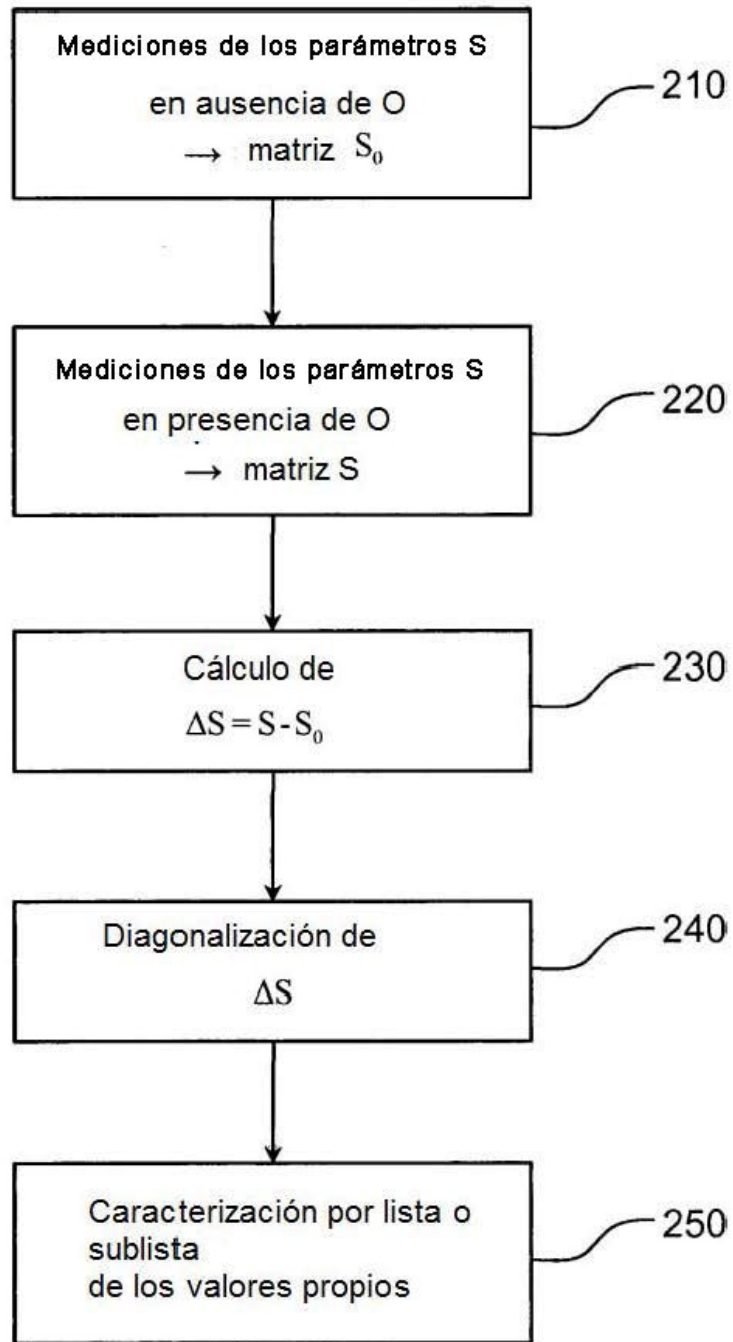 Mediciones de los parámetros S
en ausencia de O
→ matriz S₀
210
Mediciones de los parámetros S
en presencia de O
→ matriz S
220
Cálculo de
ΔS = S - S₀
230
Diagonalización de
ΔS
240
Caracterización por lista o
sublista
de los valores propios
250